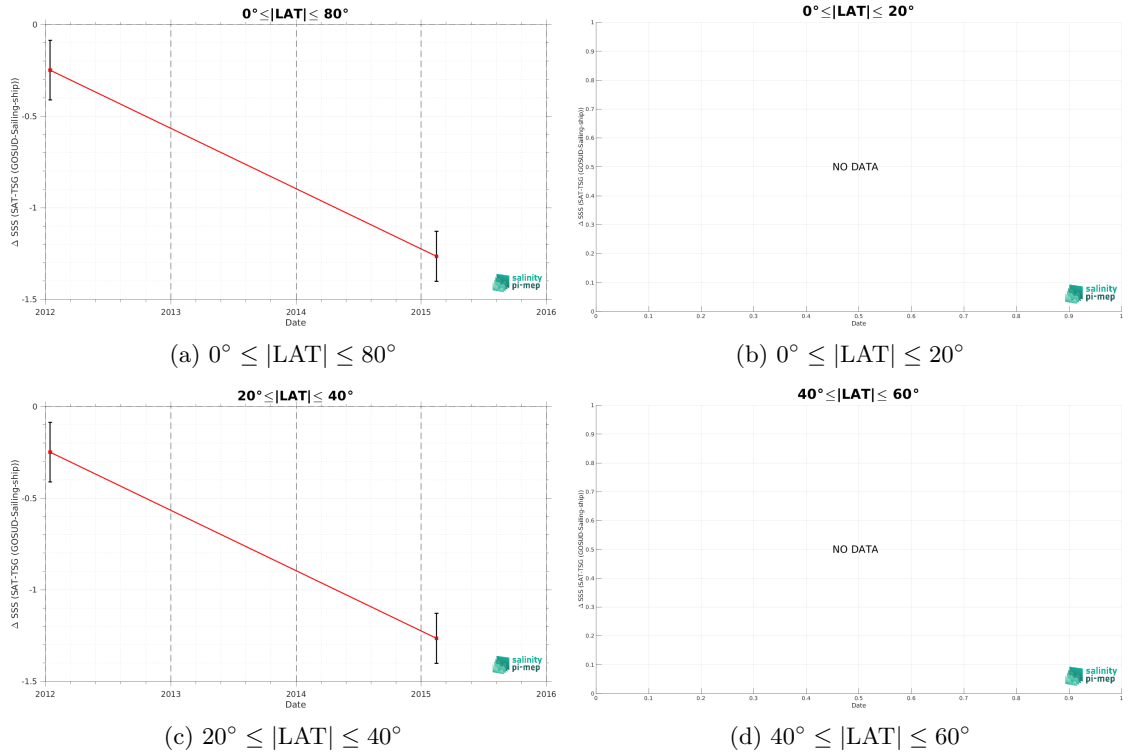 0°≤|LAT|≤ 80°
Δ SSS (SAT-TSG (GOSUD-Sailing-ship))
0
-0.5
-1
-1.5
2012 2013 2014 2015 2016
Date
salinity
pi-mep
(a) 0° ≤ |LAT| ≤ 80°
0°≤|LAT|≤ 20°
Δ SSS (SAT-TSG (GOSUD-Sailing-ship))
1
0.9
0.8
0.7
0.6
0.5
0.4
0.3
0.2
0.1
0
NO DATA
0 0.1 0.2 0.3 0.4 0.5 0.6 0.7 0.8 0.9 1
Date
salinity
pi-mep
(b) 0° ≤ |LAT| ≤ 20°
20°≤|LAT|≤ 40°
Δ SSS (SAT-TSG (GOSUD-Sailing-ship))
0
-0.5
-1
-1.5
2012 2013 2014 2015 2016
Date
salinity
pi-mep
(c) 20° ≤ |LAT| ≤ 40°
40°≤|LAT|≤ 60°
Δ SSS (SAT-TSG (GOSUD-Sailing-ship))
1
0.9
0.8
0.7
0.6
0.5
0.4
0.3
0.2
0.1
0
NO DATA
0 0.1 0.2 0.3 0.4 0.5 0.6 0.7 0.8 0.9 1
Date
salinity
pi-mep
(d) 40° ≤ |LAT| ≤ 60°